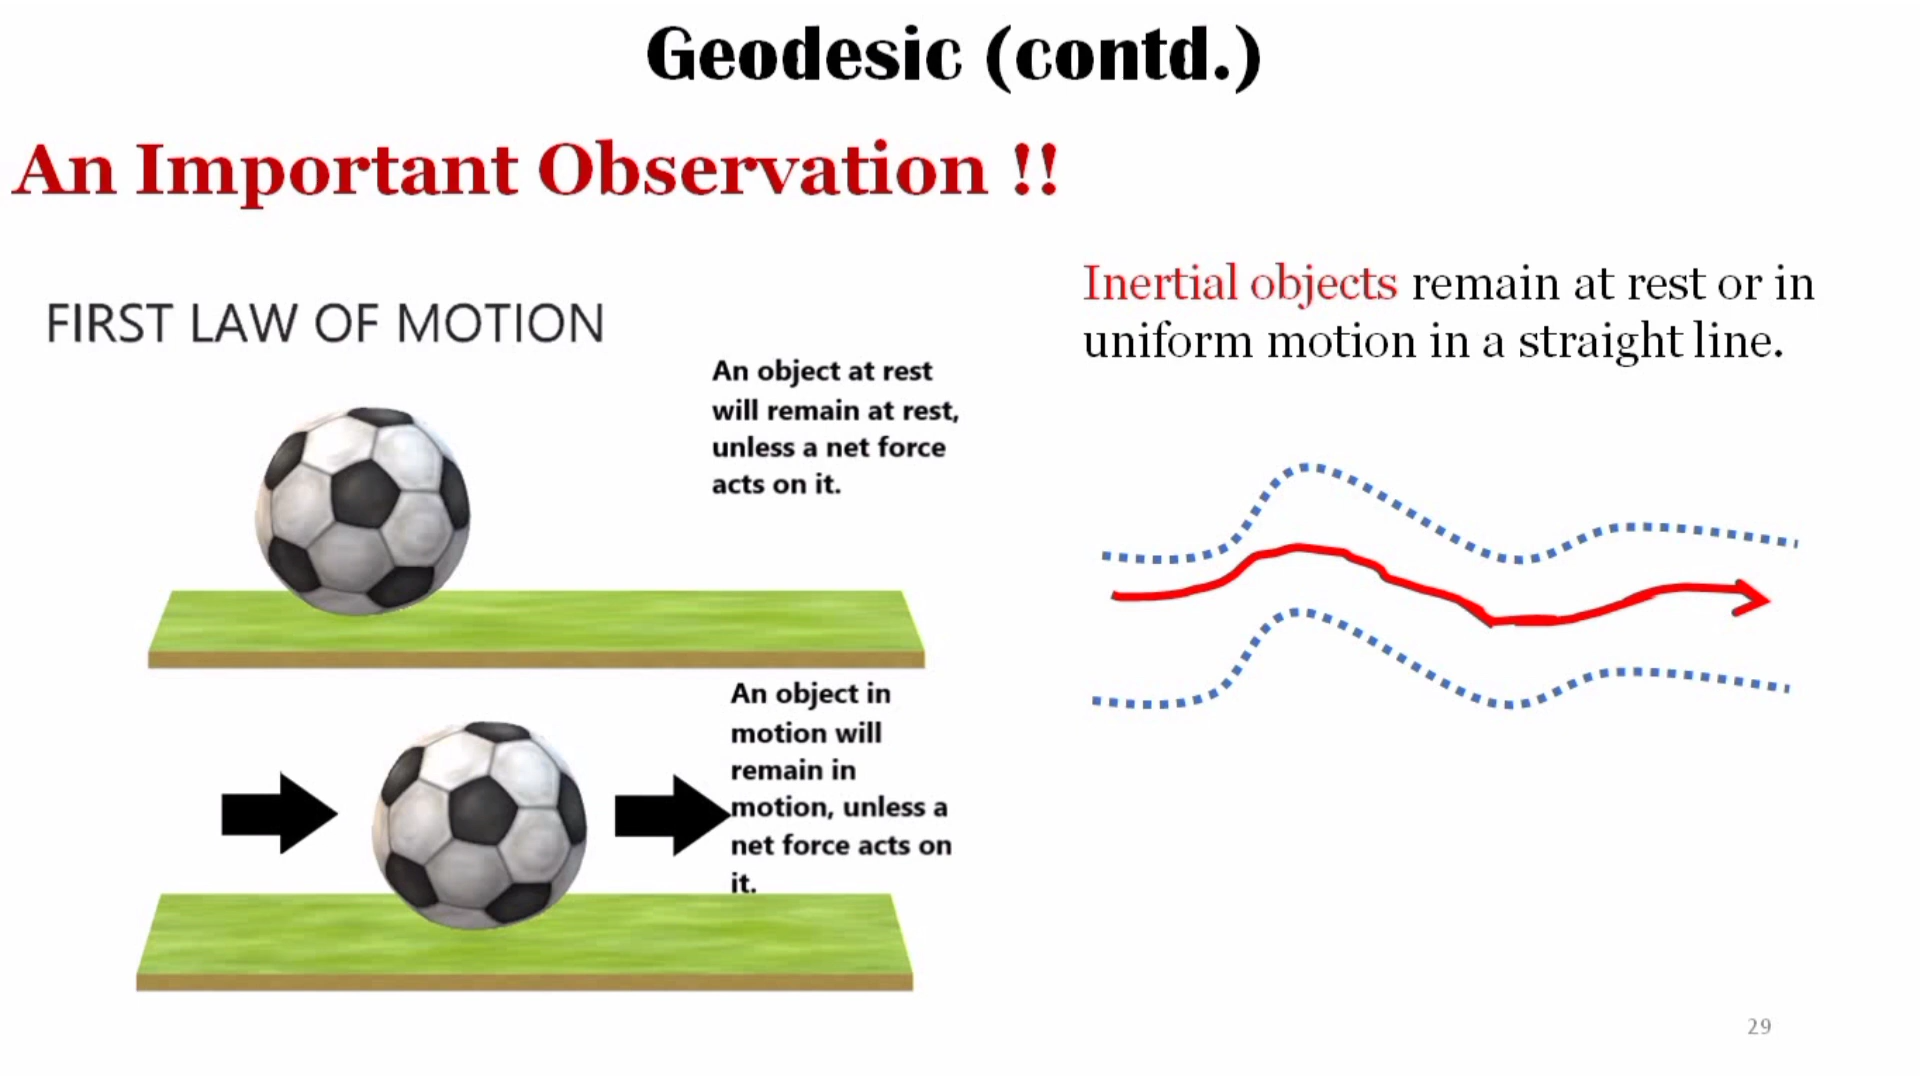 Geodesic (contd.)
An Important Observation !!
FIRST LAW OF MOTION
An object at rest
will remain at rest,
unless a net force
acts on it.
An object in
motion will
remain in
motion, unless a
net force acts on
it.
Inertial objects remain at rest or in
uniform motion in a straight line.
29